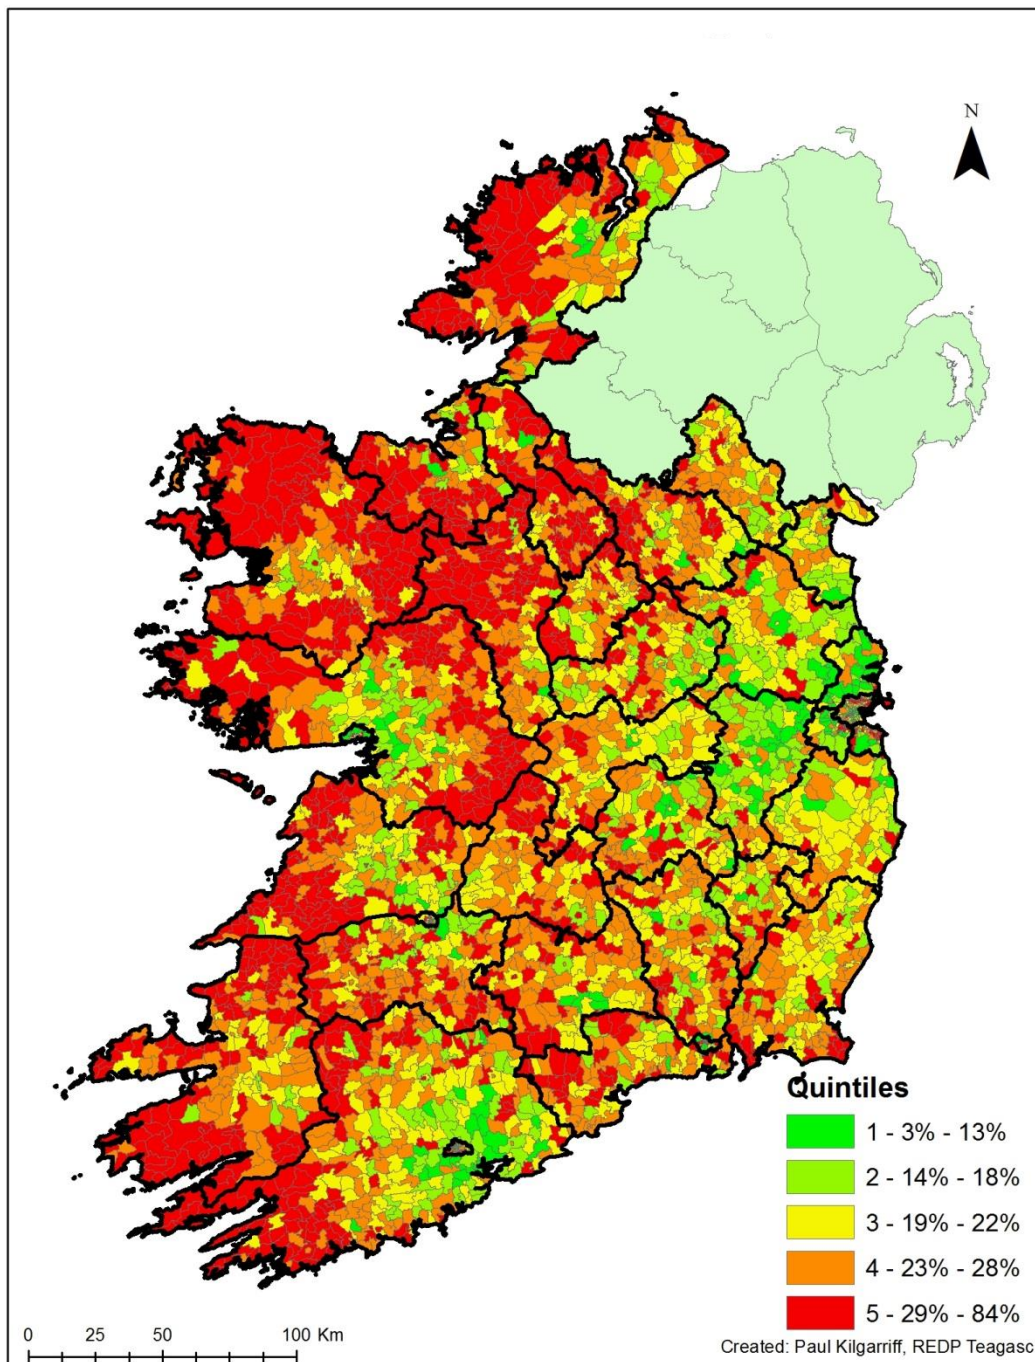 N
Quintiles
1 - 3% - 13%
2 - 14% - 18%
3 - 19% - 22%
4 - 23% - 28%
5 - 29% - 84%
0 25 50 100 Km
Created: Paul Kilgarriff, REDP Teagasc